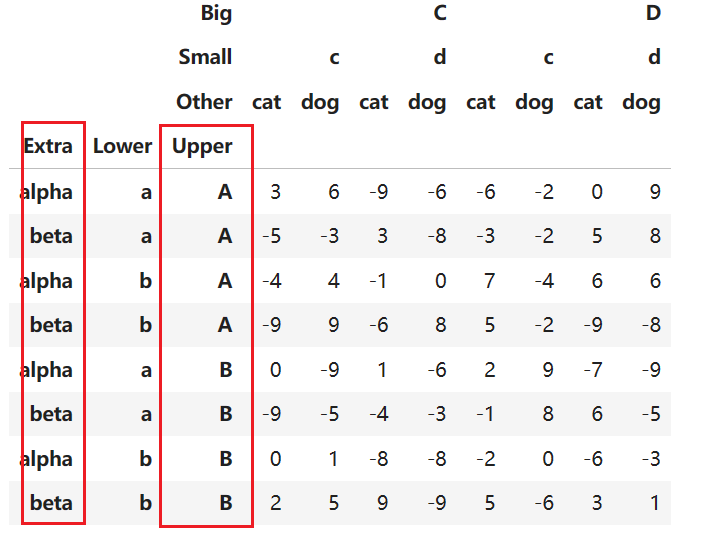 Big C D
Small c d c d
Other cat dog cat dog cat dog cat dog
Extra Lower Upper
alpha a A 3 6 -9 -6 -6 -2 0 9
beta a A -5 -3 3 -8 -3 -2 5 8
alpha b A -4 4 -1 0 7 -4 6 6
beta b A -9 9 -6 8 5 -2 -9 -8
alpha a B 0 -9 1 -6 2 9 -7 -9
beta a B -9 -5 -4 -3 -1 8 6 -5
alpha b B 0 1 -8 -8 -2 0 -6 -3
beta b B 2 5 9 -9 5 -6 3 1